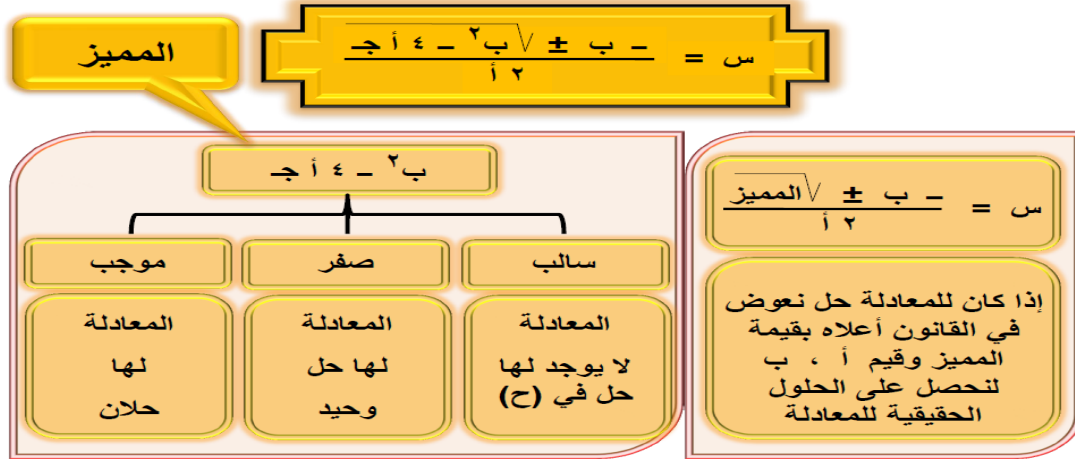 المميز
س = (– ب ± √(ب٢ – ٤ أ جـ)) / (٢ أ)
س = (– ب ± √المميز) / (٢ أ)
إذا كان للمعادلة حل نعوض
في القانون أعلاه بقيمة
المميز وقيم أ ، ب
لنحصل على الحلول
الحقيقية للمعادلة
ب٢ – ٤ أ جـ
سالب
صفر
موجب
المعادلة
لا يوجد لها
حل في (ح)
المعادلة
لها حل
وحيد
المعادلة
لها
حلان